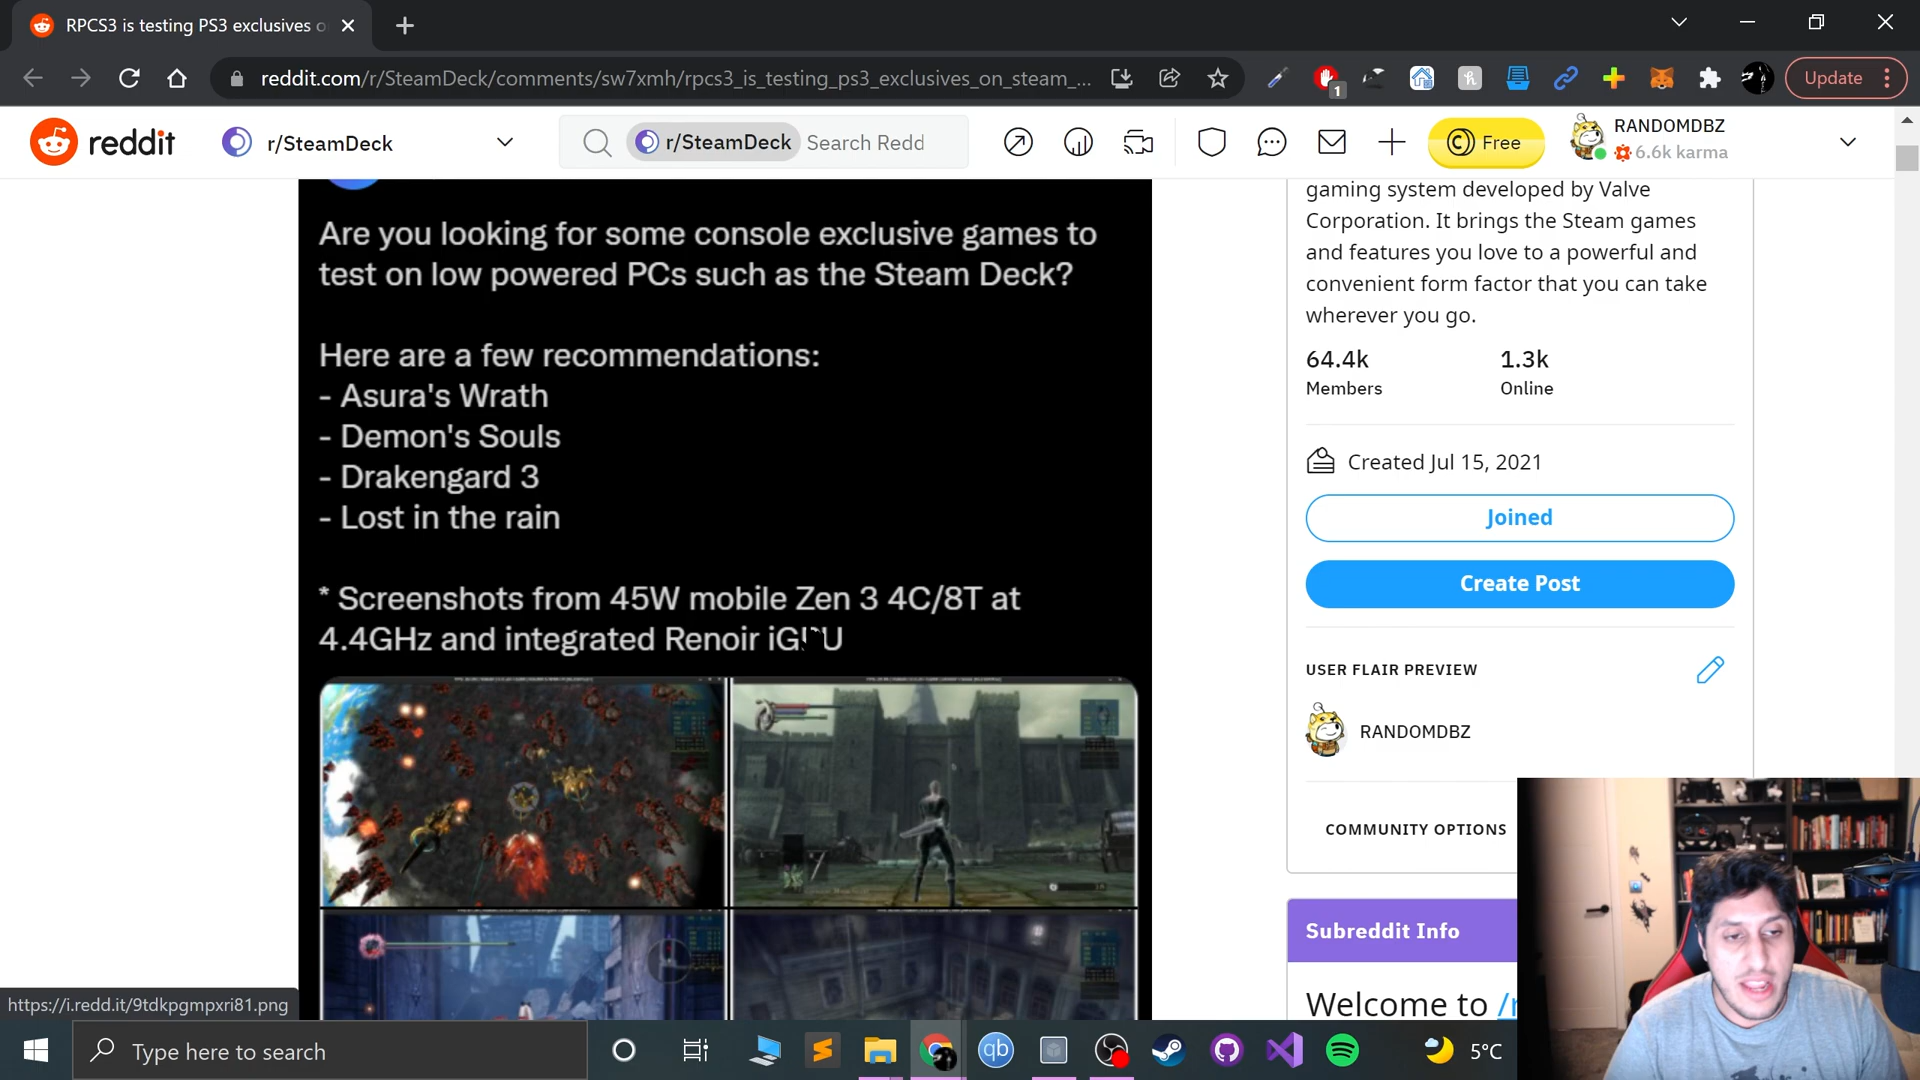 RPCS3 is testing PS3 exclusives o
reddit.com/r/SteamDeck/comments/sw7xmh/rpcs3_is_testing_ps3_exclusives_on_steam_...
1
Update
reddit
r/SteamDeck
r/SteamDeck
Search Redd
Free
RANDOMDBZ
6.6k karma
Are you looking for some console exclusive games to
test on low powered PCs such as the Steam Deck?
Here are a few recommendations:
- Asura's Wrath
- Demon's Souls
- Drakengard 3
- Lost in the rain
* Screenshots from 45W mobile Zen 3 4C/8T at
4.4GHz and integrated Renoir iGPU
gaming system developed by Valve
Corporation. It brings the Steam games
and features you love to a powerful and
convenient form factor that you can take
wherever you go.
64.4k
1.3k
Members
Online
Created Jul 15, 2021
Joined
Create Post
USER FLAIR PREVIEW
RANDOMDBZ
COMMUNITY OPTIONS
Subreddit Info
Welcome to /r
https://i.redd.it/9tdkpgmpxri81.png
Type here to search
qb
5°C